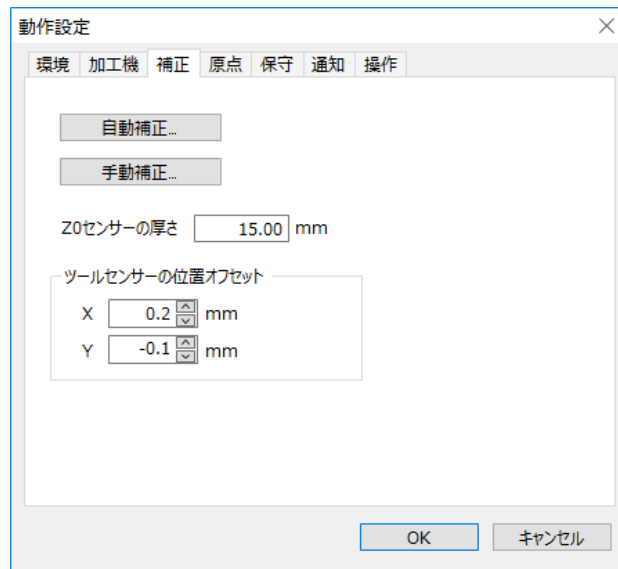 動作設定
環境 加工機 補正 原点 保守 通知 操作
自動補正...
手動補正...
Z0センサーの厚さ 15.00 mm
ツールセンサーの位置オフセット
X 0.2 mm
Y -0.1 mm
OK キャンセル